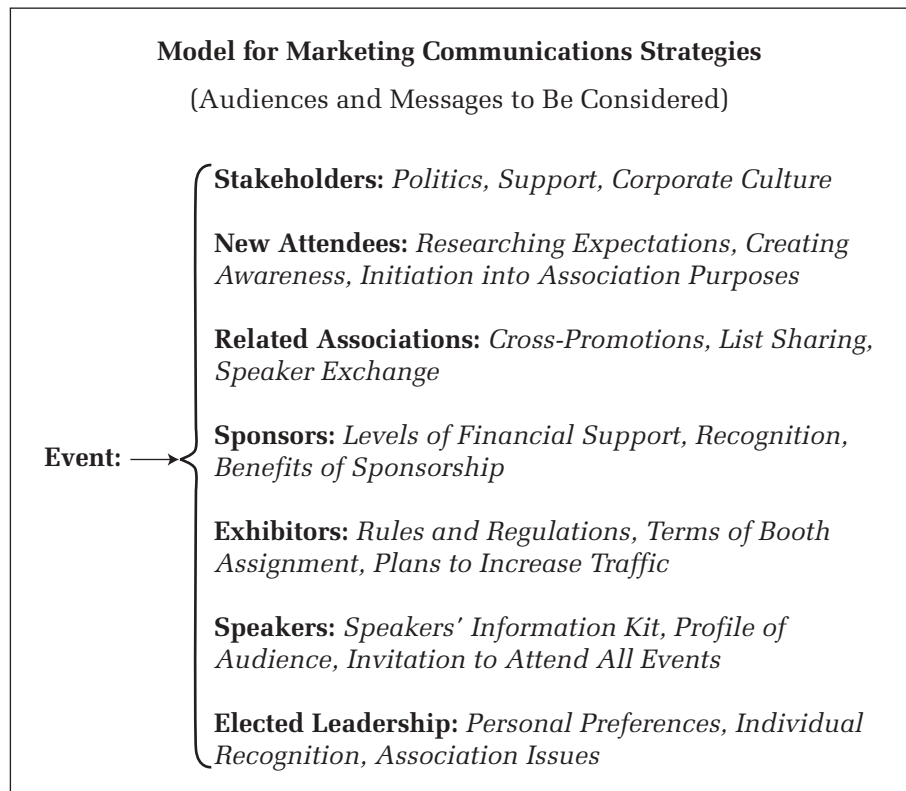 Model for Marketing Communications Strategies
(Audiences and Messages to Be Considered)
Stakeholders: Politics, Support, Corporate Culture
New Attendees: Researching Expectations, Creating
Awareness, Initiation into Association Purposes
Related Associations: Cross-Promotions, List Sharing,
Speaker Exchange
Event:
Sponsors: Levels of Financial Support, Recognition,
Benefits of Sponsorship
Exhibitors: Rules and Regulations, Terms of Booth
Assignment, Plans to Increase Traffic
Speakers: Speakers’ Information Kit, Profile of
Audience, Invitation to Attend All Events
Elected Leadership: Personal Preferences, Individual
Recognition, Association Issues